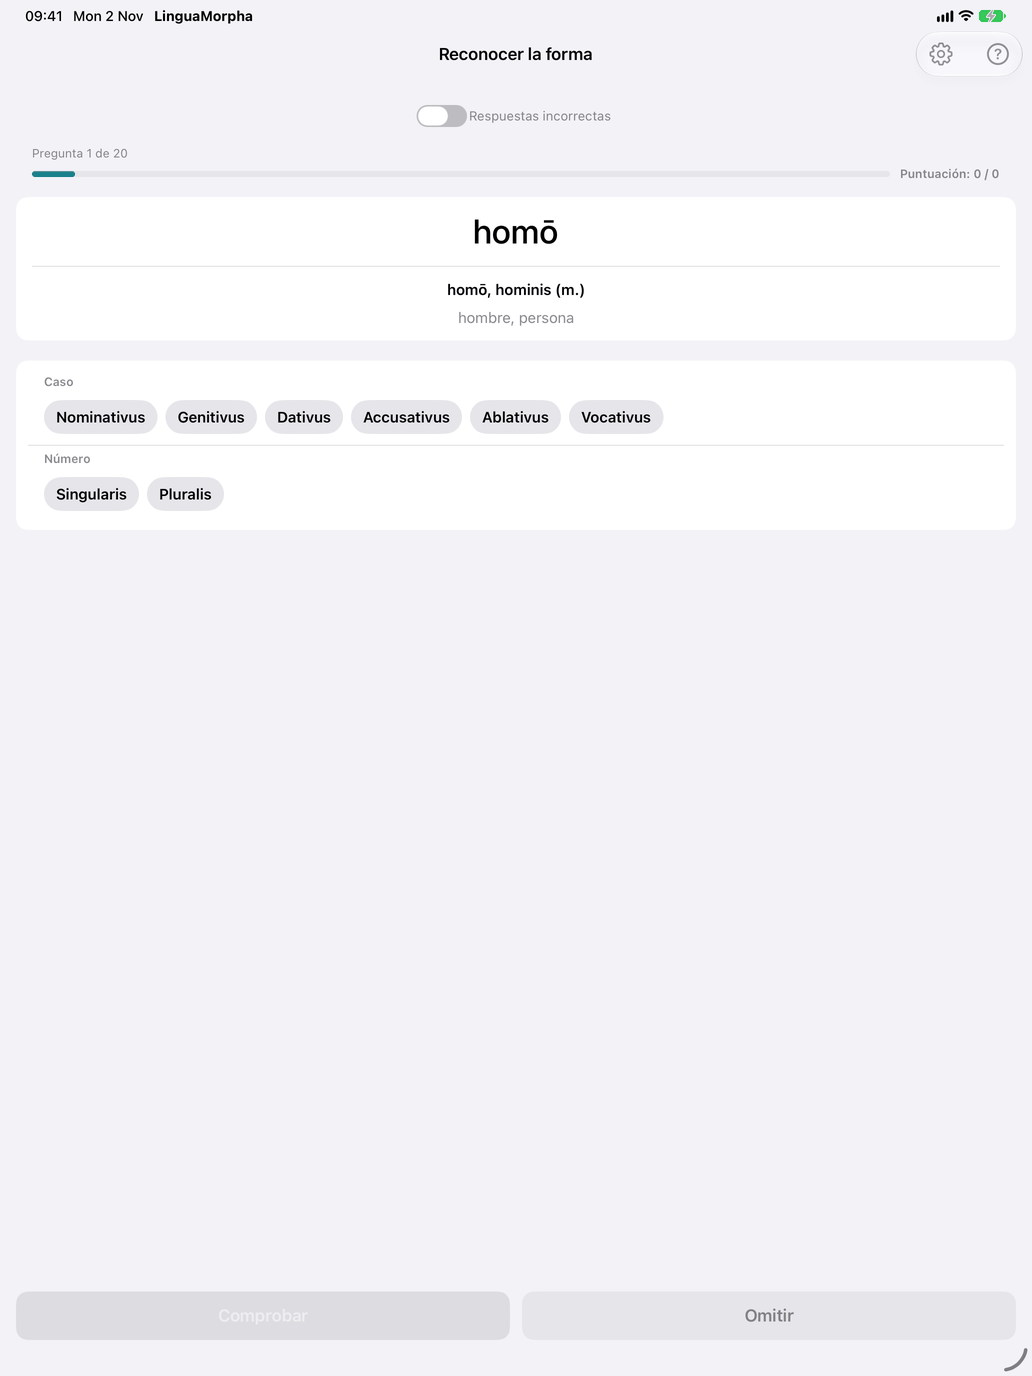 09:41 Mon 2 Nov LinguaMorpha
Reconocer la forma
Respuestas incorrectas
Pregunta 1 de 20
Puntuación: 0 / 0
homō
homō, hominis (m.)
hombre, persona
Caso
Nominativus Genitivus Dativus Accusativus Ablativus Vocativus
Número
Singularis Pluralis
Comprobar Omitir